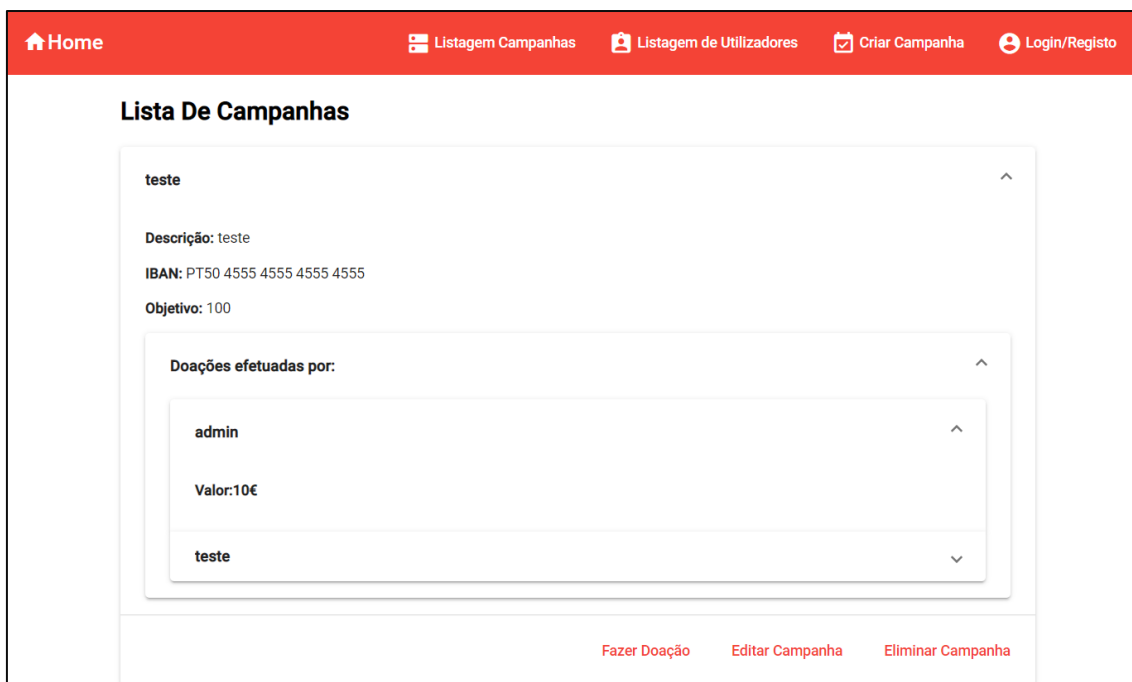 Home Listagem Campanhas Listagem de Utilizadores Criar Campanha Login/Registo
Lista De Campanhas
teste
Descrição: teste
IBAN: PT50 4555 4555 4555 4555
Objetivo: 100
Doações efetuadas por:
admin
Valor:10€
teste
Fazer Doação Editar Campanha Eliminar Campanha